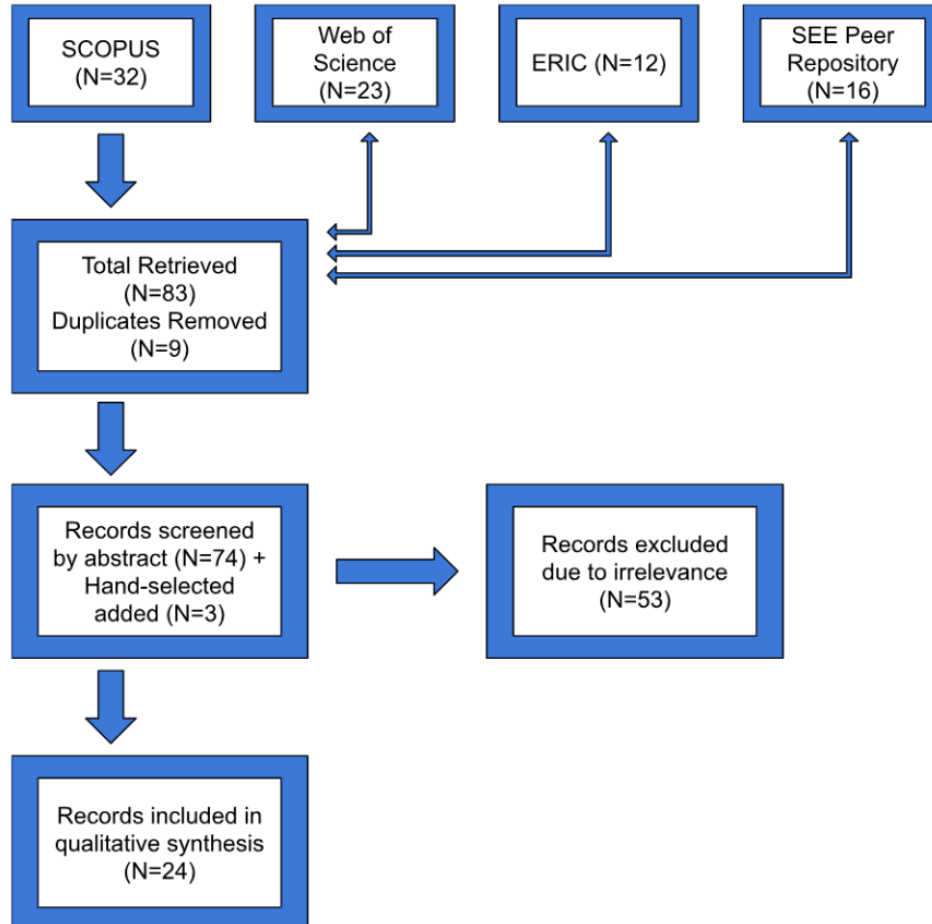 SCOPUS
(N=32)
Web of
Science
(N=23)
ERIC (N=12)
SEE Peer
Repository
(N=16)
Total Retrieved
(N=83)
Duplicates Removed
(N=9)
Records screened
by abstract (N=74) +
Hand-selected
added (N=3)
Records excluded
due to irrelevance
(N=53)
Records included in
qualitative synthesis
(N=24)